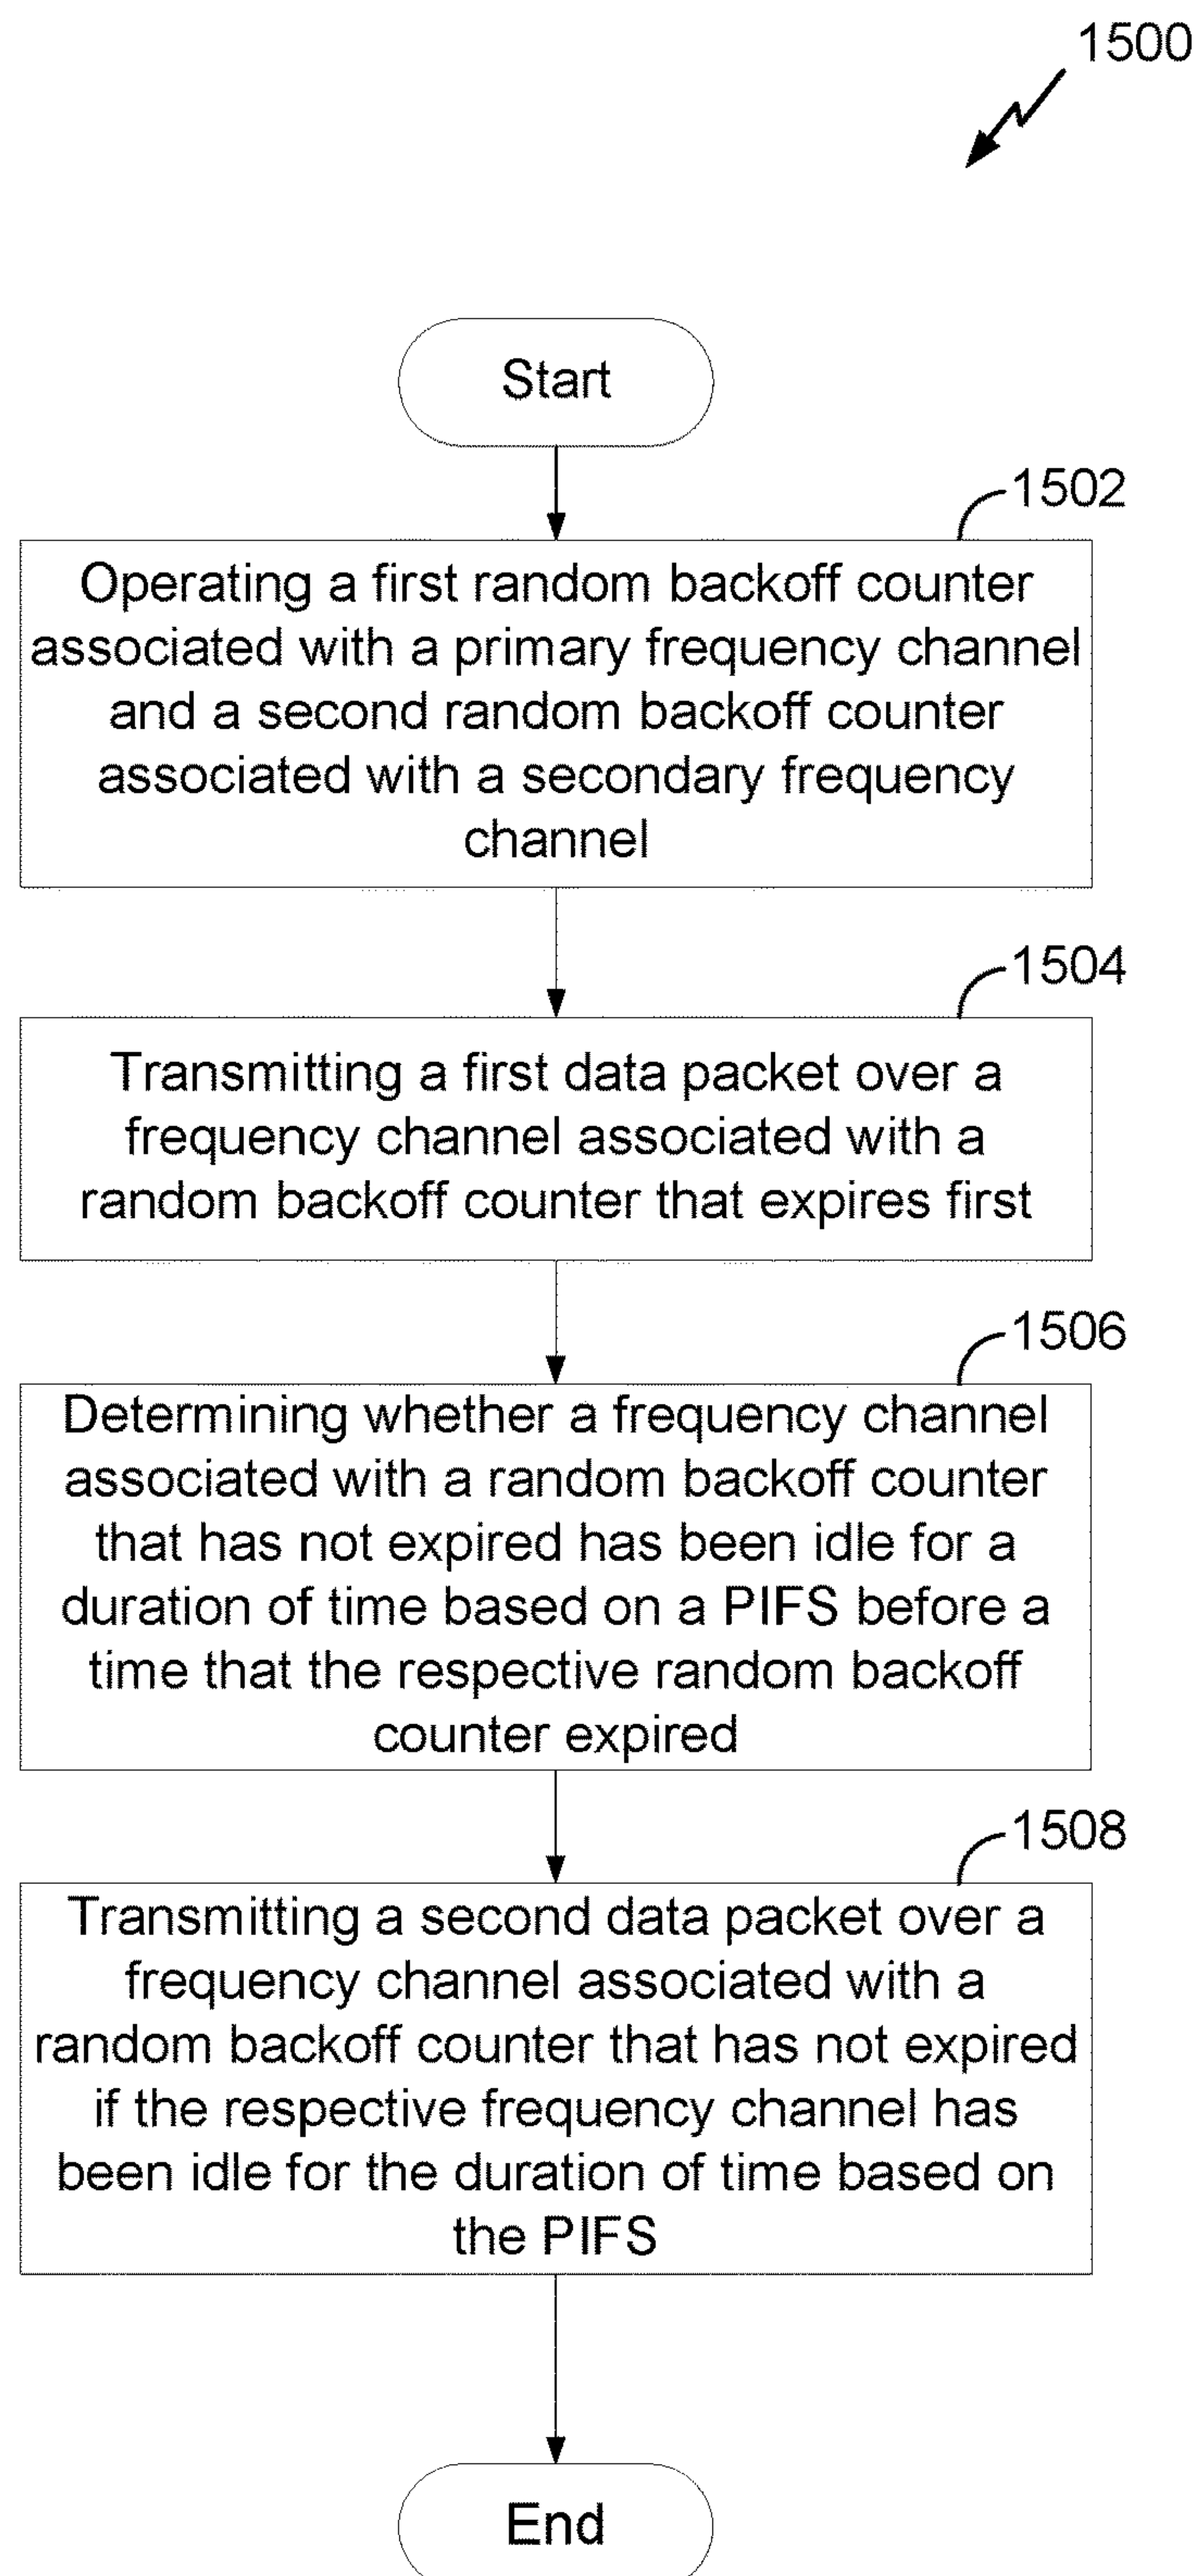 1500
Start
1502
Operating a first random backoff counter
associated with a primary frequency channel
and a second random backoff counter
associated with a secondary frequency
channel
1504
Transmitting a first data packet over a
frequency channel associated with a
random backoff counter that expires first
1506
Determining whether a frequency channel
associated with a random backoff counter
that has not expired has been idle for a
duration of time based on a PIFS before a
time that the respective random backoff
counter expired
1508
Transmitting a second data packet over a
frequency channel associated with a
random backoff counter that has not expired
if the respective frequency channel has
been idle for the duration of time based on
the PIFS
End